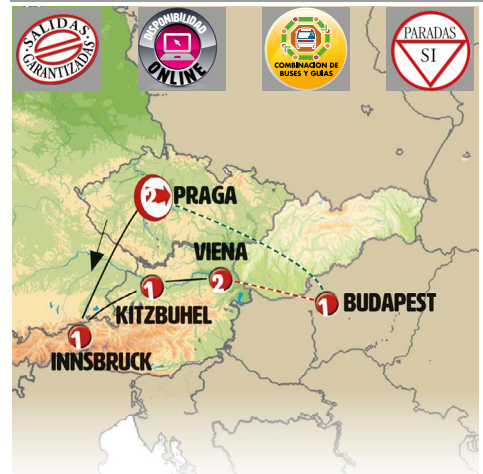 SALIDAS
GARANTIZADAS
DISPONIBILIDAD
ONLINE
COMBINACION DE
BUSES Y GUÍAS
PARADAS
SI
2
PRAGA
VIENA
2
1
KITZBUHEL
1
BUDAPEST
1
INNSBRUCK